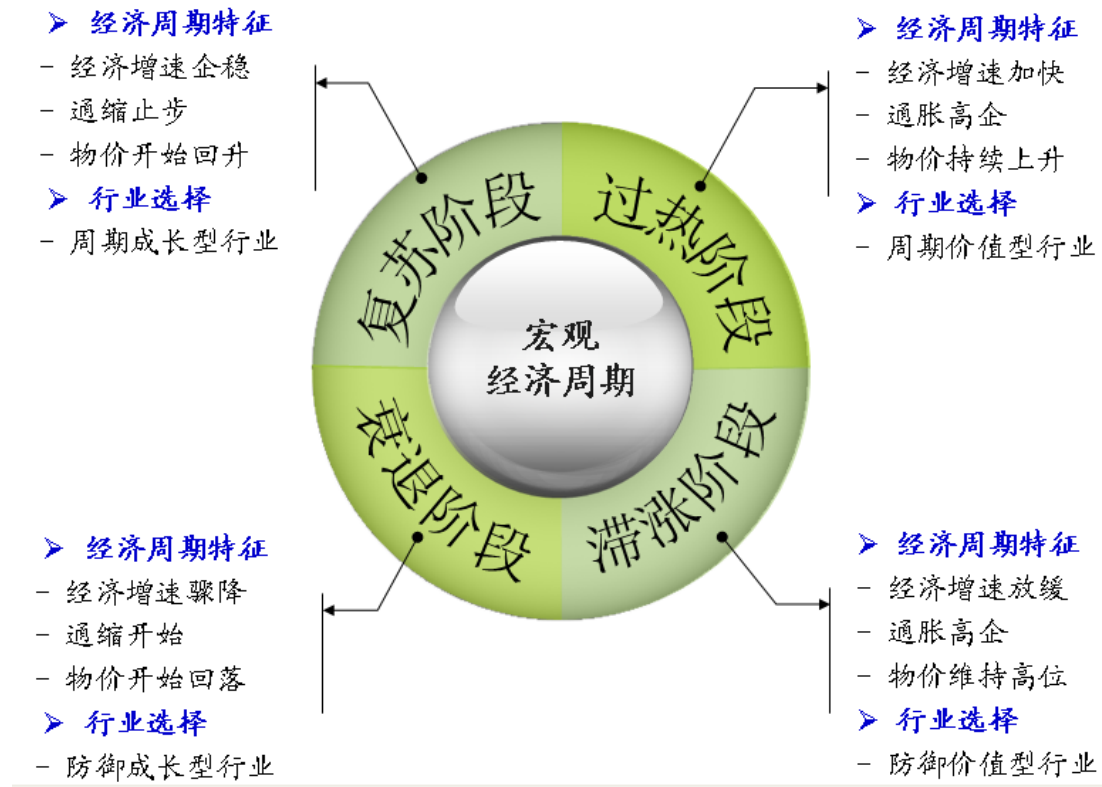 ➢ 经济周期特征
- 经济增速企稳
- 通缩止步
- 物价开始回升
➢ 行业选择
- 周期成长型行业
➢ 经济周期特征
- 经济增速加快
- 通胀高企
- 物价持续上升
➢ 行业选择
- 周期价值型行业
复苏阶段
过热阶段
宏观
经济周期
衰退阶段
滞涨阶段
➢ 经济周期特征
- 经济增速骤降
- 通缩开始
- 物价开始回落
➢ 行业选择
- 防御成长型行业
➢ 经济周期特征
- 经济增速放缓
- 通胀高企
- 物价维持高位
➢ 行业选择
- 防御价值型行业